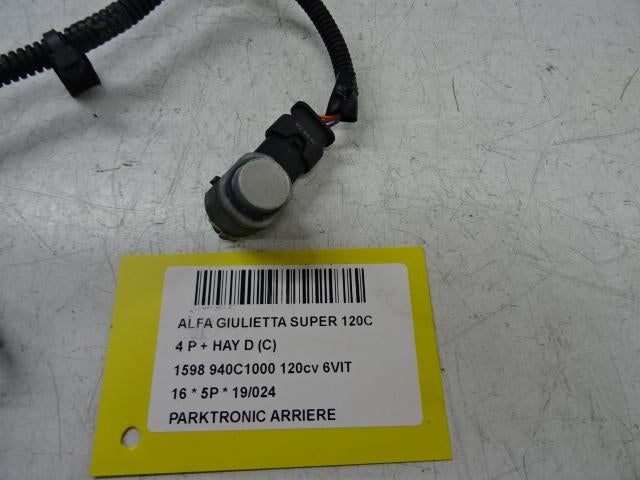 ALFA GIULIETTA SUPER 120C
4 P + HAY D (C)
1598 940C1000 120cv 6VIT
16 * 5P * 19/024
PARKTRONIC ARRIERE